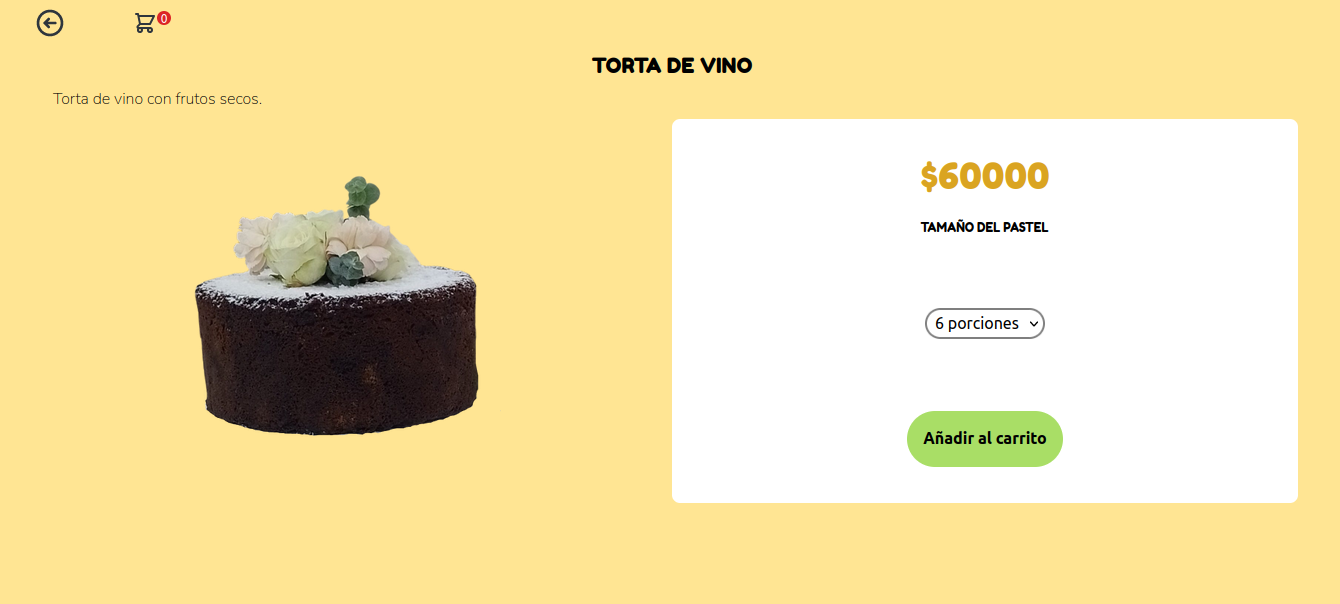 0
TORTA DE VINO
Torta de vino con frutos secos.
$60000
TAMAÑO DEL PASTEL
6 porciones
Añadir al carrito